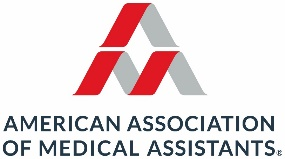 AMERICAN ASSOCIATION
OF MEDICAL ASSISTANTS®